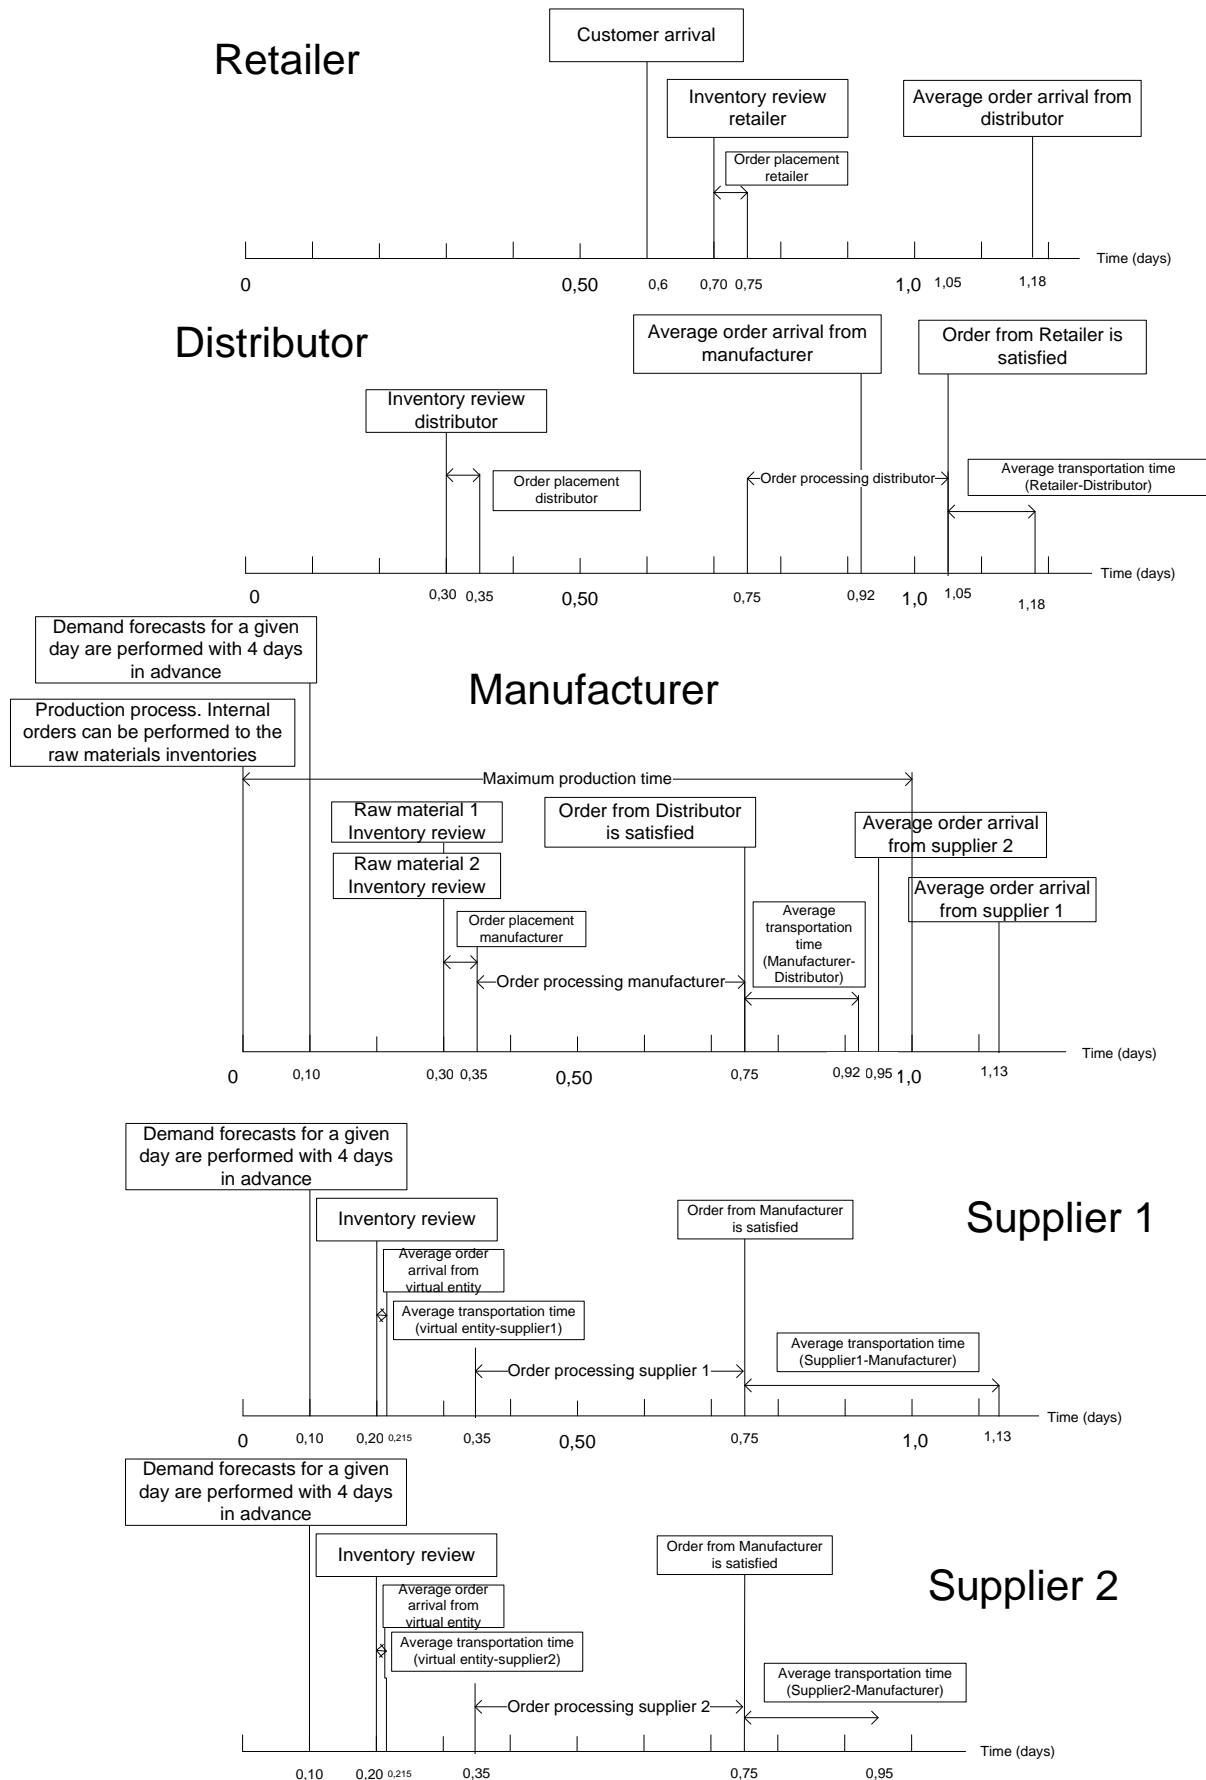 Retailer
Customer arrival
Inventory review
retailer
Average order arrival from
distributor
Order placement
retailer
Time (days)
0
0,50
0,6
0,70
0,75
1,0
1,05
1,18
Distributor
Average order arrival from
manufacturer
Order from Retailer is
satisfied
Inventory review
distributor
Order placement
distributor
Order processing distributor
Average transportation time
(Retailer-Distributor)
Time (days)
0
0,30
0,35
0,50
0,75
0,92
1,0
1,05
1,18
Demand forecasts for a given
day are performed with 4 days
in advance
Manufacturer
Production process. Internal
orders can be performed to the
raw materials inventories
Maximum production time
Raw material 1
Inventory review
Order from Distributor
is satisfied
Average order arrival
from supplier 2
Raw material 2
Inventory review
Average order arrival
from supplier 1
Order placement
manufacturer
Average
transportation
time
(Manufacturer-
Distributor)
Order processing manufacturer
Time (days)
0
0,10
0,30
0,35
0,50
0,75
0,92
0,95
1,0
1,13
Demand forecasts for a given
day are performed with 4 days
in advance
Supplier 1
Inventory review
Order from Manufacturer
is satisfied
Average order
arrival from
virtual entity
Average transportation time
(virtual entity-supplier1)
Average transportation time
(Supplier1-Manufacturer)
Order processing supplier 1
Time (days)
0
0,10
0,20
0,215
0,35
0,50
0,75
1,0
1,13
Demand forecasts for a given
day are performed with 4 days
in advance
Inventory review
Order from Manufacturer
is satisfied
Supplier 2
Average order
arrival from
virtual entity
Average transportation time
(virtual entity-supplier2)
Average transportation time
(Supplier2-Manufacturer)
Order processing supplier 2
Time (days)
0,10
0,20
0,215
0,35
0,75
0,95